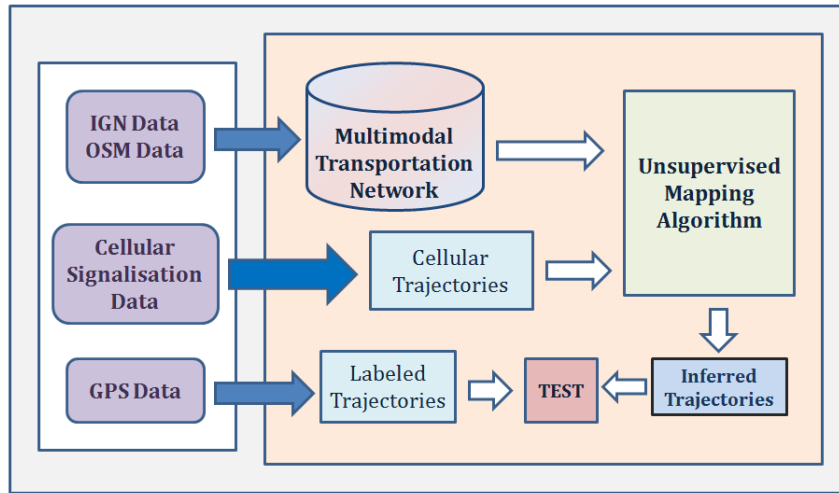 IGN Data
OSM Data
Multimodal
Transportation
Network
Unsupervised
Mapping
Algorithm
Cellular
Signalisation
Data
Cellular
Trajectories
GPS Data
Labeled
Trajectories
TEST
Inferred
Trajectories